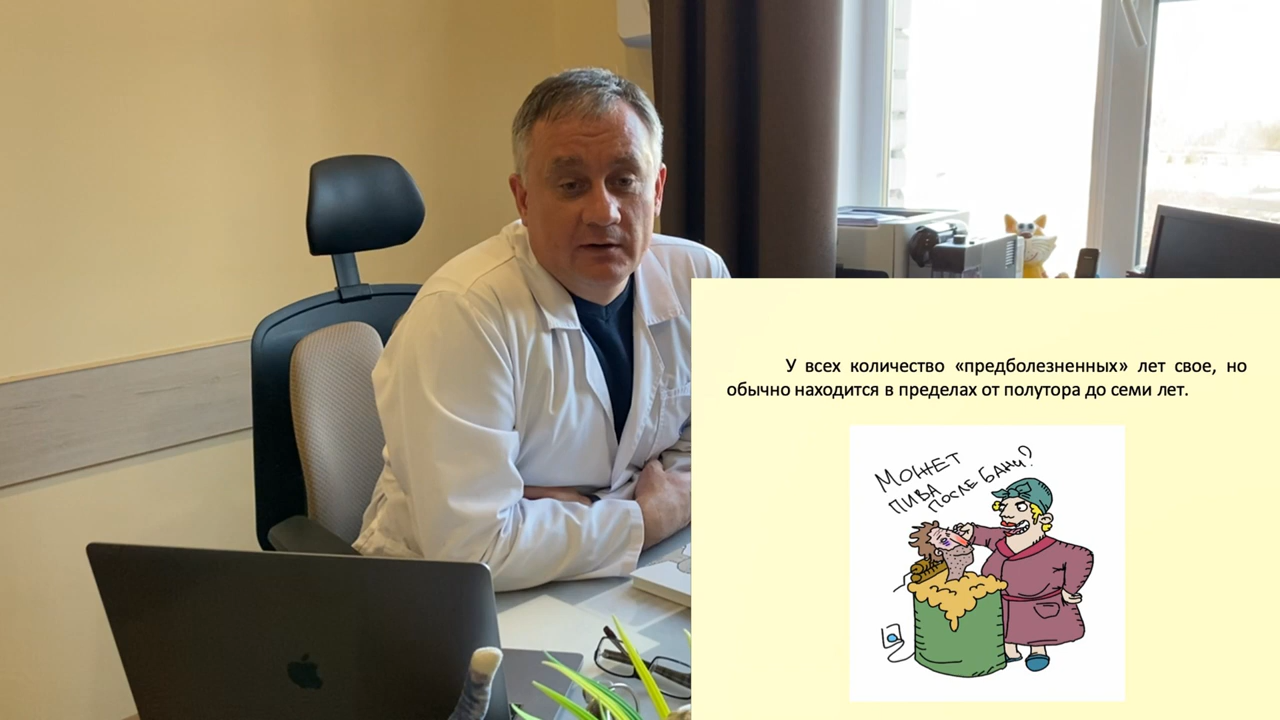 У всех количество «предболезненных» лет свое, но
обычно находится в пределах от полутора до семи лет.
МОЖЕТ
ПИВА
ПОСЛЕ БАНИ?